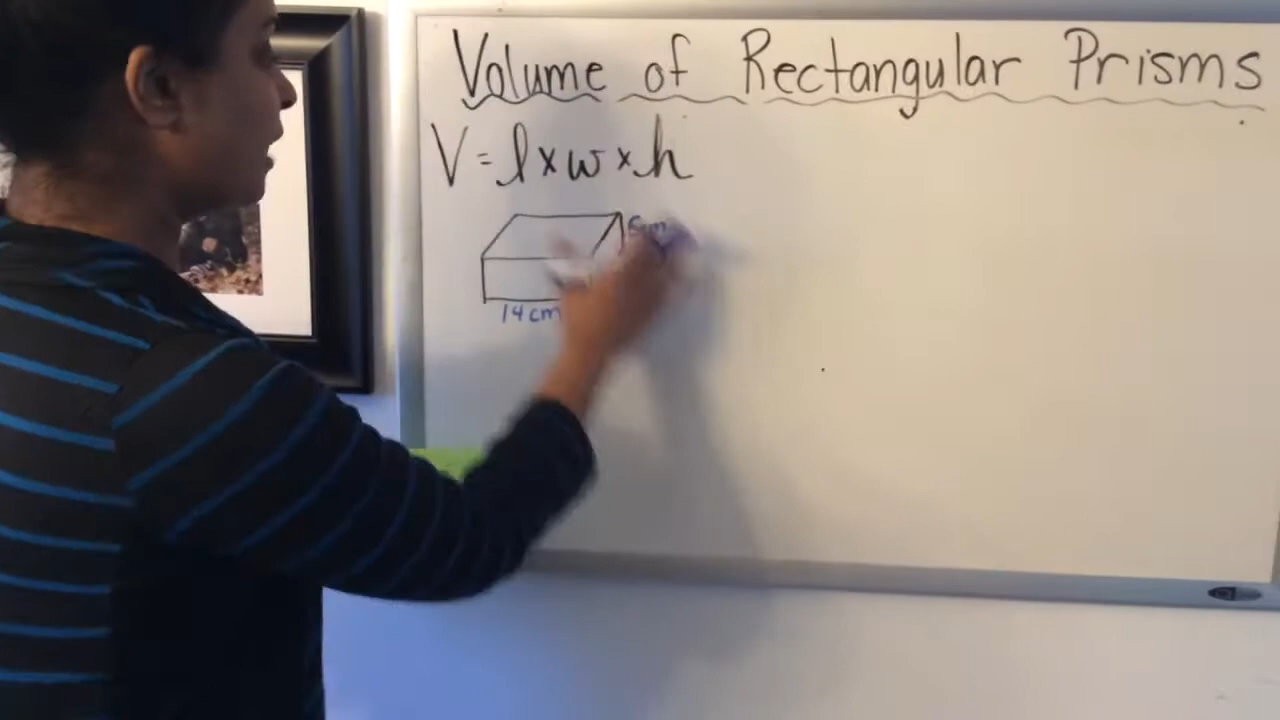 Volume of Rectangular Prisms
V = l x w x h
14 cm